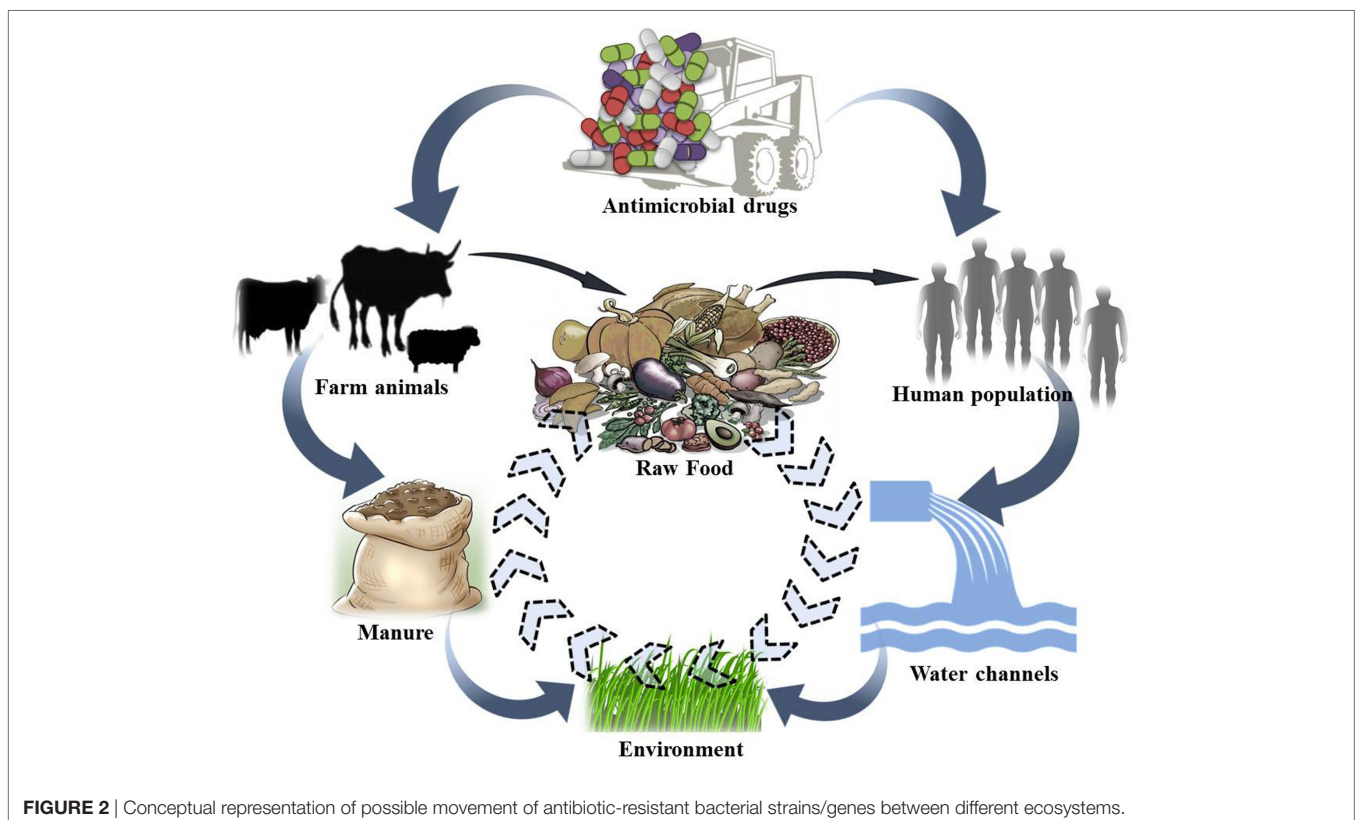 Antimicrobial drugs
Farm animals
Human population
Raw Food
Manure
Water channels
Environment
FIGURE 2 | Conceptual representation of possible movement of antibiotic-resistant bacterial strains/genes between different ecosystems.